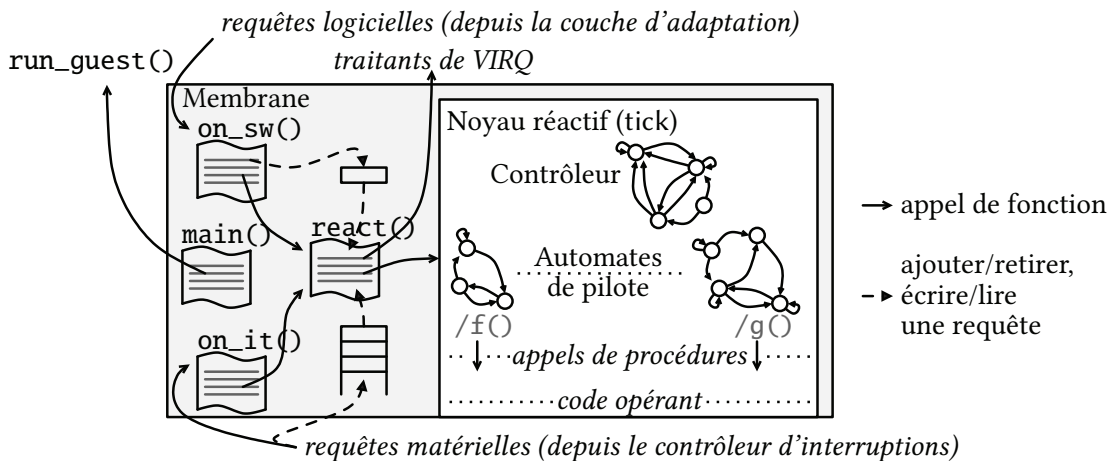 requêtes logicielles (depuis la couche d'adaptation)
run_guest()
traitants de VIRQ
Membrane
on_sw()
Noyau réactif (tick)
Contrôleur
main()
react()
appel de fonction
Automates
de pilote
ajouter/retirer,
écrire/lire
une requête
on_it()
/f()
/g()
appels de procédures
code opérant
requêtes matérielles (depuis le contrôleur d'interruptions)